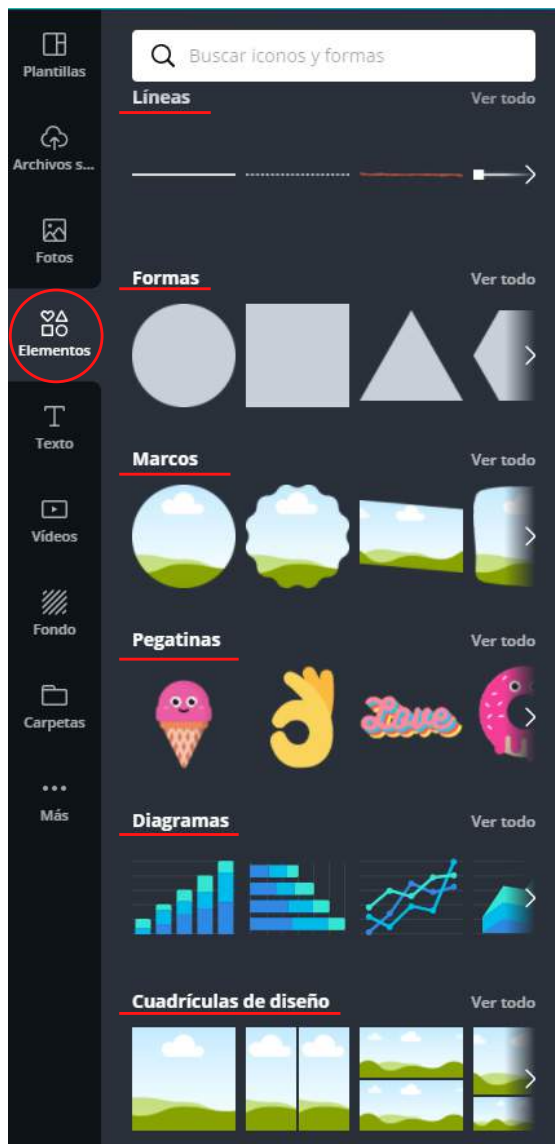 Plantillas
Archivos s...
Fotos
Elementos
Texto
Vídeos
Fondo
Carpetas
Más
Buscar iconos y formas
Líneas Ver todo
Formas Ver todo
Marcos Ver todo
Pegatinas Ver todo
Love
Diagramas Ver todo
Cuadrículas de diseño Ver todo